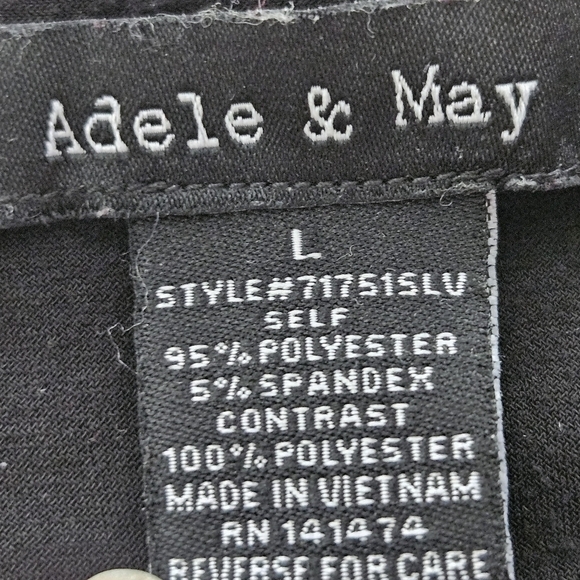 Adele & May
L
STYLE#71751SLV
SELF
95% POLYESTER
5% SPANDEX
CONTRAST
100% POLYESTER
MADE IN VIETNAM
RN 141474
REVERSE FOR CARE